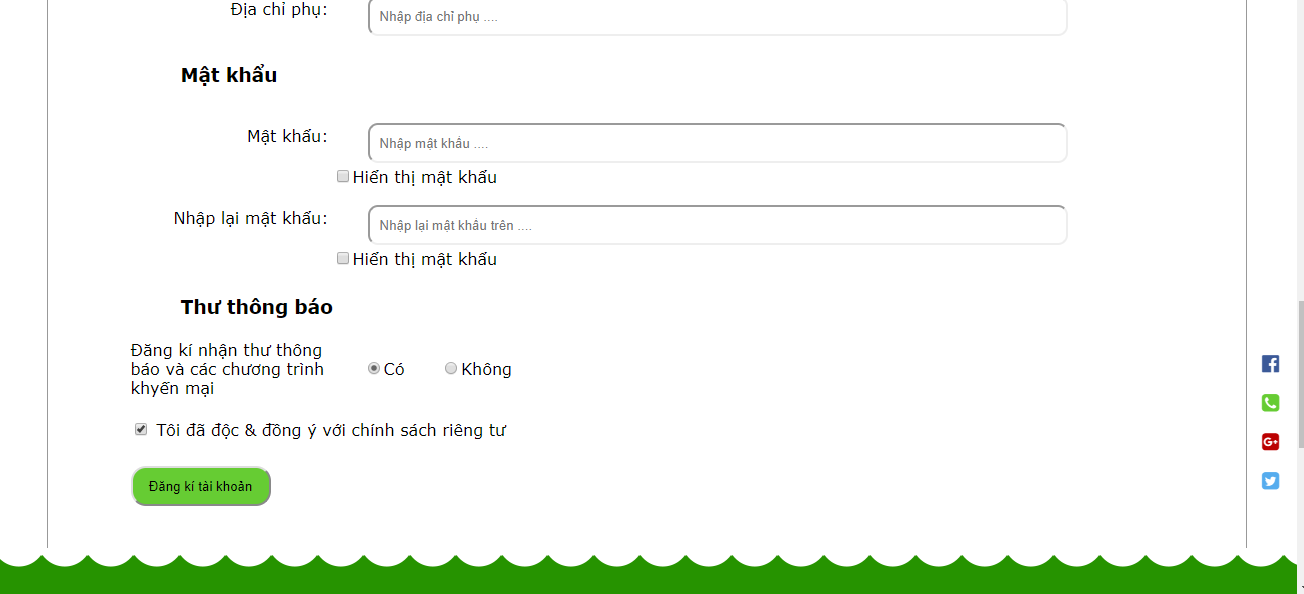 Địa chỉ phụ:
Nhập địa chỉ phụ ....
Mật khẩu
Mật khẩu:
Nhập mật khẩu ....
Hiển thị mật khẩu
Nhập lại mật khẩu:
Nhập lại mật khẩu trên ....
Hiển thị mật khẩu
Thư thông báo
Đăng kí nhận thư thông
báo và các chương trình
khyến mại
Có
Không
Tôi đã độc & đồng ý với chính sách riêng tư
Đăng kí tài khoản